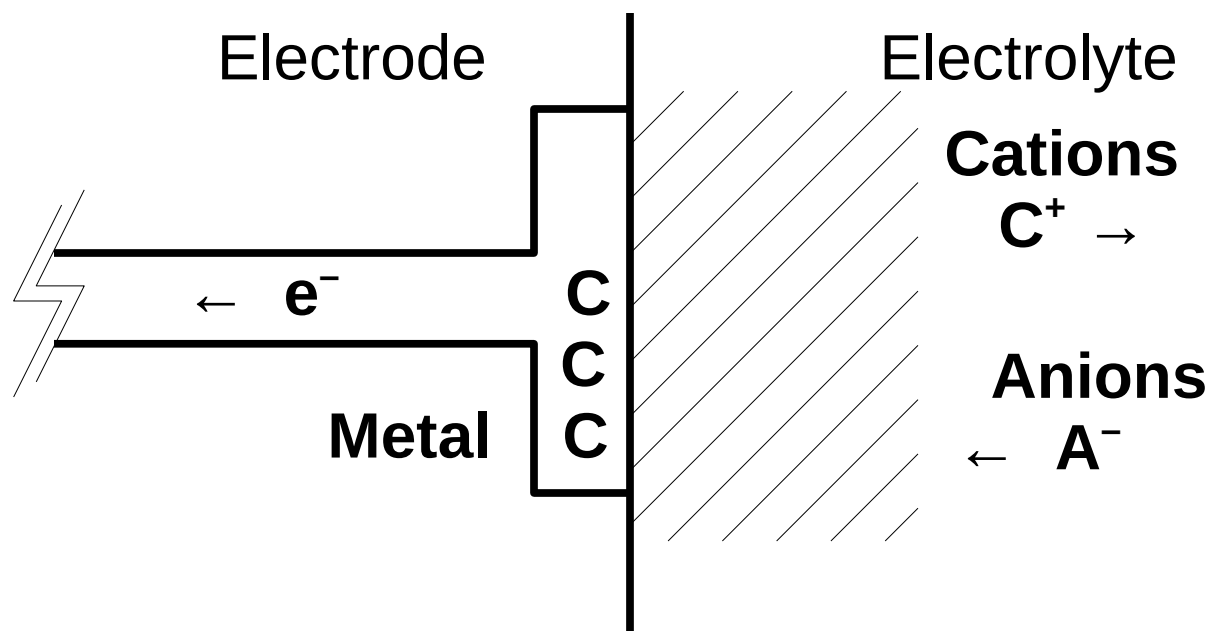 Electrode
Electrolyte
Cations
C⁺ →
← e⁻
C
C
C
Metal
Anions
← A⁻